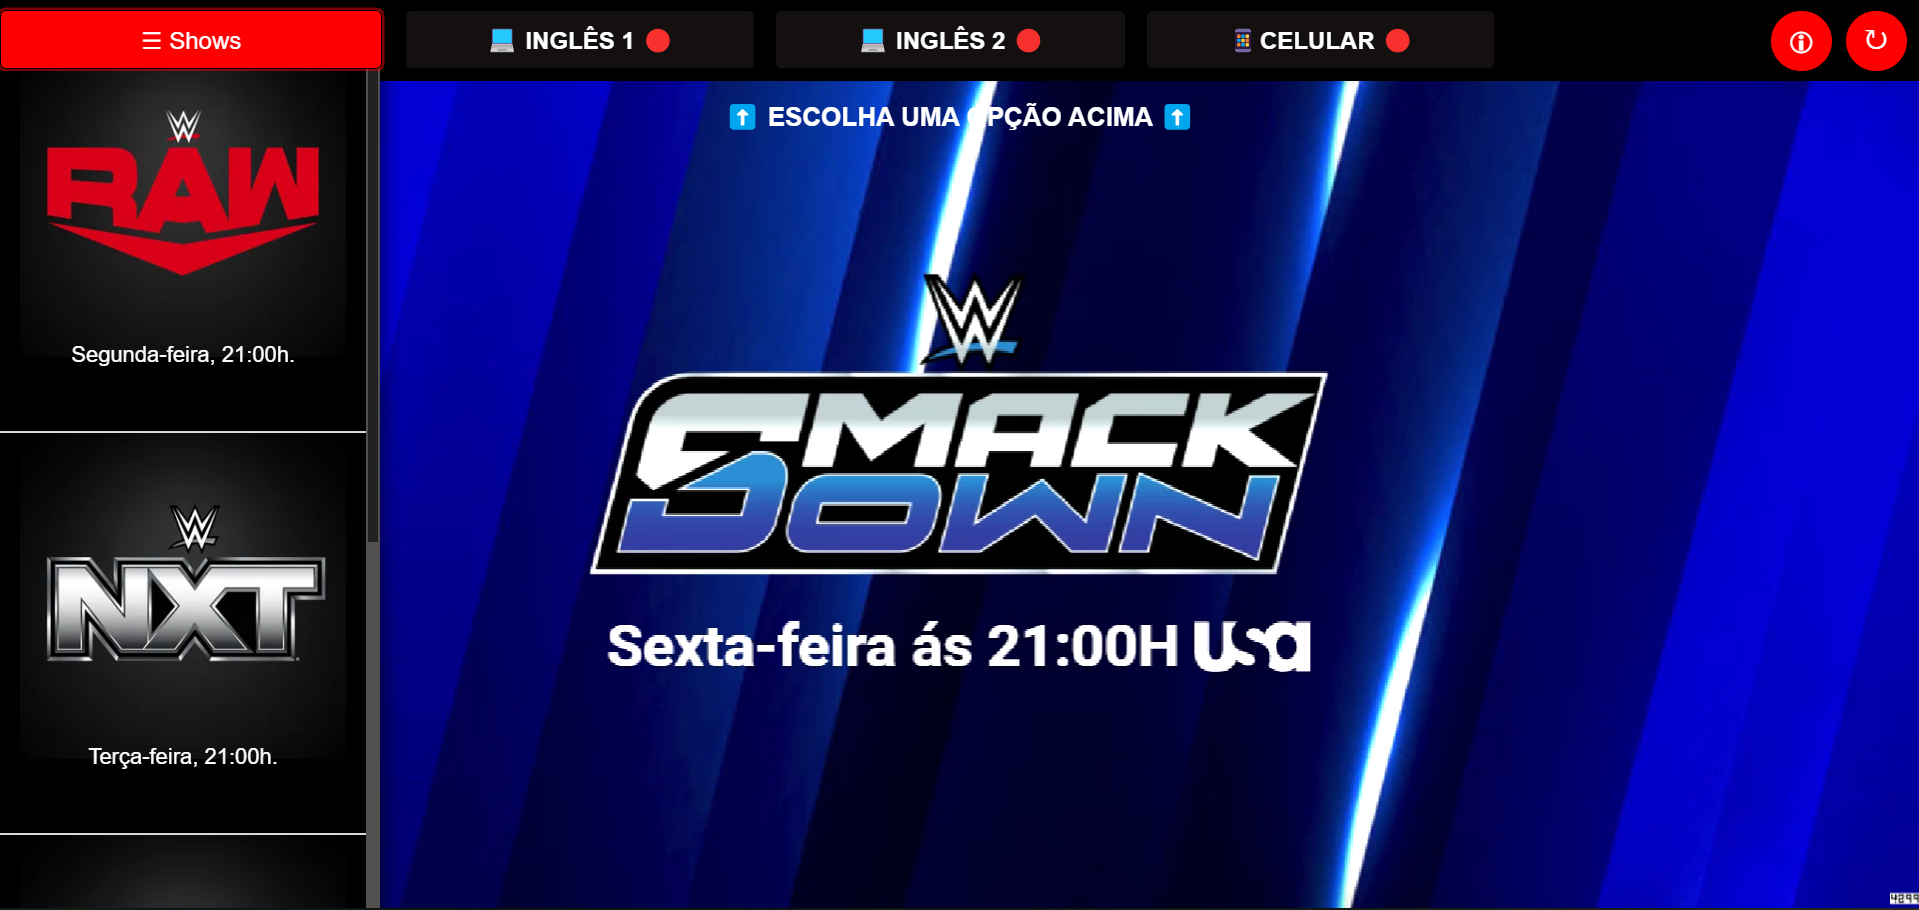 ☰ Shows
INGLÊS 1
INGLÊS 2
CELULAR
ESCOLHA UMA OPÇÃO ACIMA
W
RAW
Segunda-feira, 21:00h.
W
NXT
Terça-feira, 21:00h.
W
SMACK
DOWN
Sexta-feira ás 21:00H usa
4299